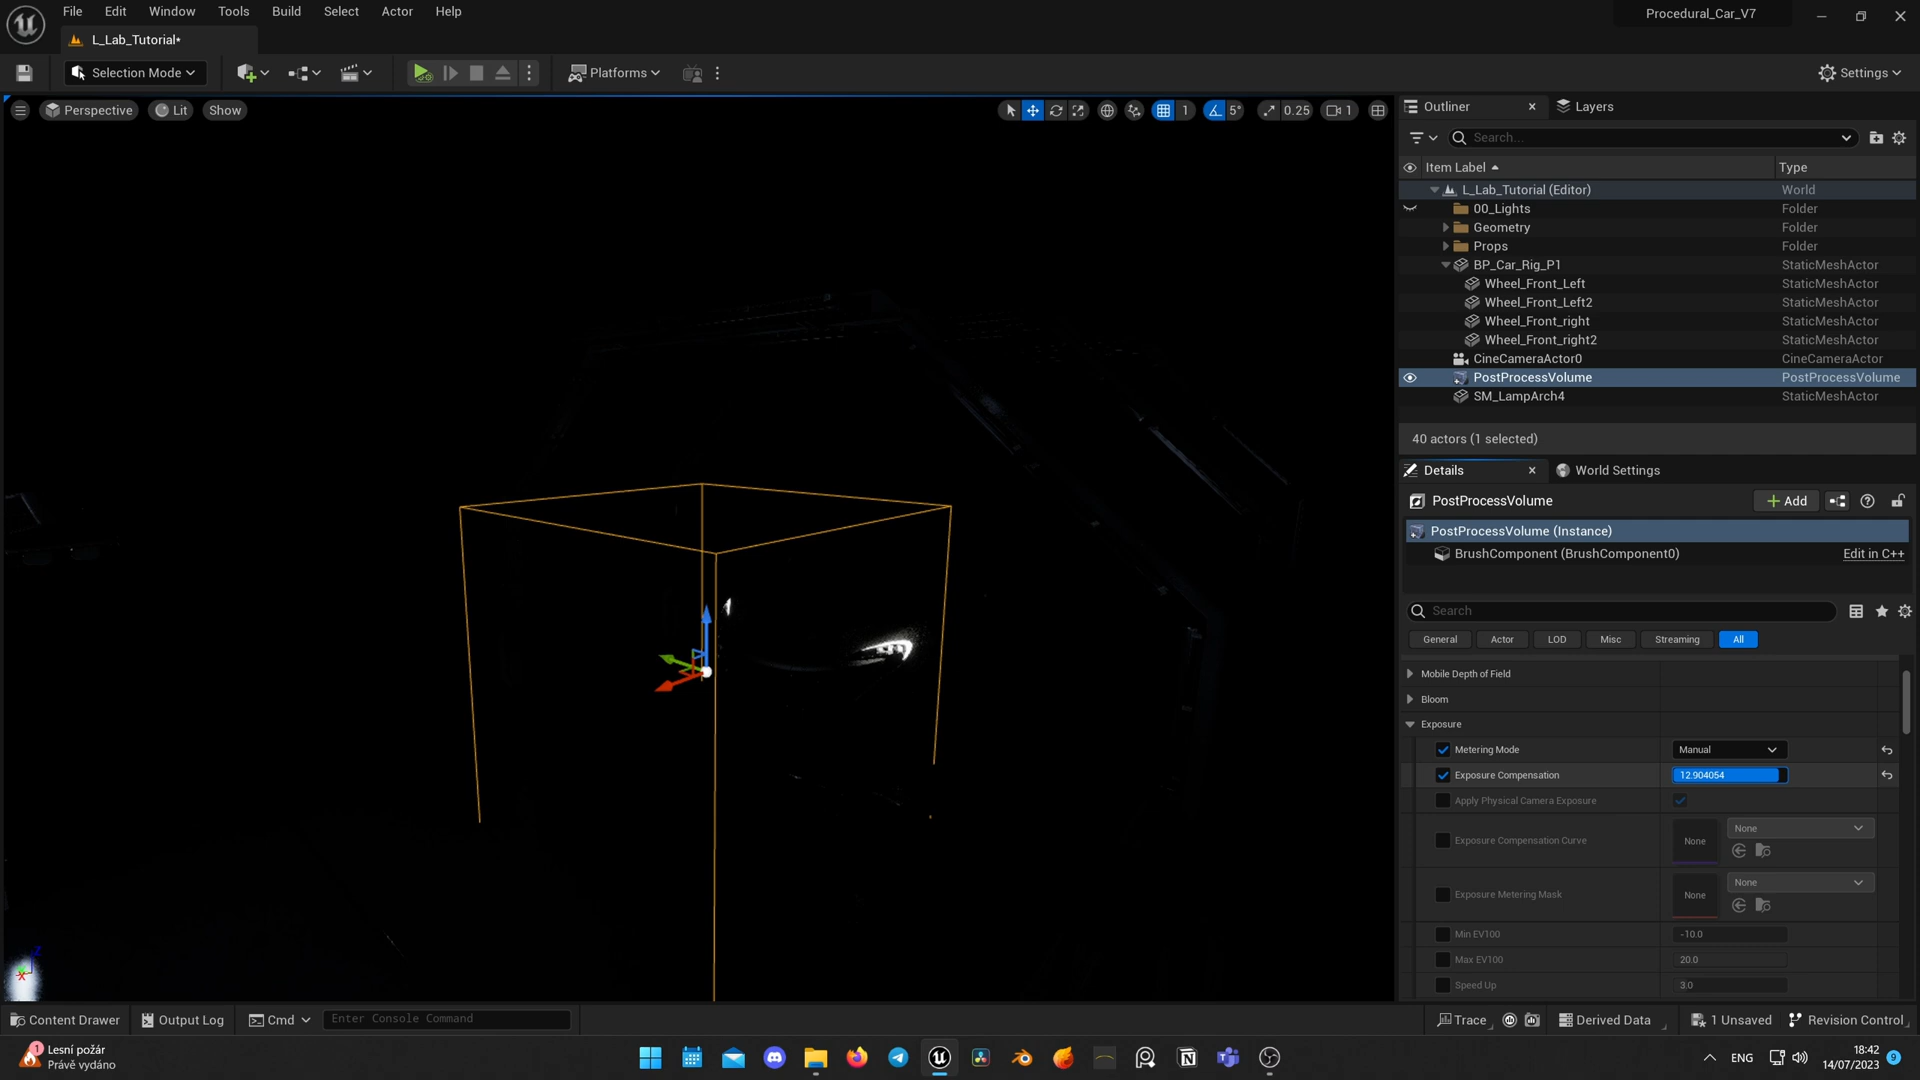 File Edit Window Tools Build Select Actor Help
Procedural_Car_V7
L_Lab_Tutorial*
Selection Mode
Platforms
Settings
Perspective Lit Show
1 5° 0.25 1
Outliner Layers
Search...
Item Label Type
L_Lab_Tutorial (Editor) World
00_Lights Folder
Geometry Folder
Props Folder
BP_Car_Rig_P1 StaticMeshActor
Wheel_Front_Left StaticMeshActor
Wheel_Front_Left2 StaticMeshActor
Wheel_Front_right StaticMeshActor
Wheel_Front_right2 StaticMeshActor
CineCameraActor0 CineCameraActor
PostProcessVolume PostProcessVolume
SM_LampArch4 StaticMeshActor
40 actors (1 selected)
Details World Settings
PostProcessVolume Add
PostProcessVolume (Instance)
BrushComponent (BrushComponent0) Edit in C++
Search
General Actor LOD Misc Streaming All
Mobile Depth of Field
Bloom
Exposure
Metering Mode Manual
Exposure Compensation 12.904054
Apply Physical Camera Exposure
Exposure Compensation Curve None None
Exposure Metering Mask None None
Min EV100 -10.0
Max EV100 20.0
Speed Up 3.0
Z
X
Content Drawer Output Log Cmd Enter Console Command
Trace Derived Data 1 Unsaved Revision Control
1 Lesní požár
Právě vydáno
ENG
18:42
14/07/2023
9